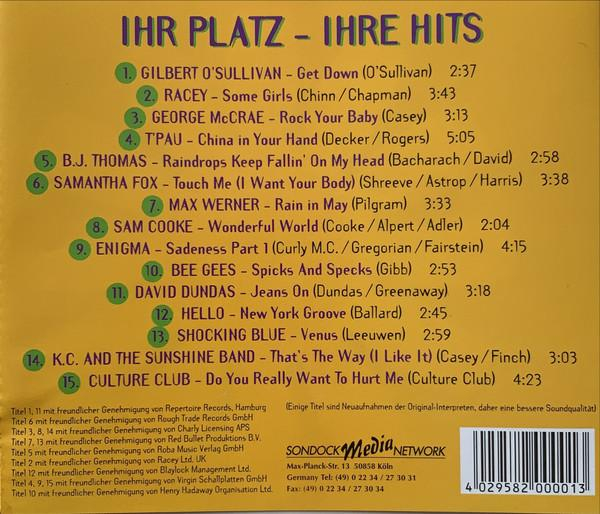 IHR PLATZ - IHRE HITS
1. GILBERT O'SULLIVAN - Get Down (O'Sullivan) 2:37
2. RACEY - Some Girls (Chinn / Chapman) 3:43
3. GEORGE McCRAE - Rock Your Baby (Casey) 3:13
4. T'PAU - China in Your Hand (Decker / Rogers) 5:05
5. B.J. THOMAS - Raindrops Keep Fallin' On My Head (Bacharach / David) 2:58
6. SAMANTHA FOX - Touch Me (I Want Your Body) (Shreeve / Astrop / Harris) 3:38
7. MAX WERNER - Rain in May (Pilgram) 3:33
8. SAM COOKE - Wonderful World (Cooke / Alpert / Adler) 2:04
9. ENIGMA - Sadeness Part 1 (Curly M.C. / Gregorian / Fairstein) 4:15
10. BEE GEES - Spicks And Specks (Gibb) 2:53
11. DAVID DUNDAS - Jeans On (Dundas / Greenaway) 3:18
12. HELLO - New York Groove (Ballard) 2:45
13. SHOCKING BLUE - Venus (Leeuwen) 2:59
14. K.C. AND THE SUNSHINE BAND - That's The Way (I Like It) (Casey / Finch) 3:03
15. CULTURE CLUB - Do You Really Want To Hurt Me (Culture Club) 4:23
Titel 1, 11 mit freundlicher Genehmigung von Repertoire Records, Hamburg
Titel 6 mit freundlicher Genehmigung von Rough Trade Records GmbH
Titel 3, 8, 14 mit freundlicher Genehmigung von Charly Licensing APS
Titel 7, 13 mit freundlicher Genehmigung von Red Bullet Produktions B.V.
Titel 5 mit freundlicher Genehmigung von Roba Music Verlag GmbH
Titel 2 mit freundlicher Genehmigung von Racey Ltd. UK
Titel 12 mit freundlicher Genehmigung von Blaylock Management Ltd.
Titel 4, 9, 15 mit freundlicher Genehmigung von Virgin Schallplatten GmbH
Titel 10 mit freundlicher Genehmigung von Henry Hadaway Organisation Ltd.
(Einige Titel sind Neuaufnahmen der Original-Interpreten, daher eine bessere Soundqualität)
SONDOCK Media NETWORK
Max-Planck-Str. 13 50858 Köln
Germany Tel: (49) 0 22 34 / 27 30 31
Fax: (49) 0 22 34 / 27 30 34
4 029582 000013